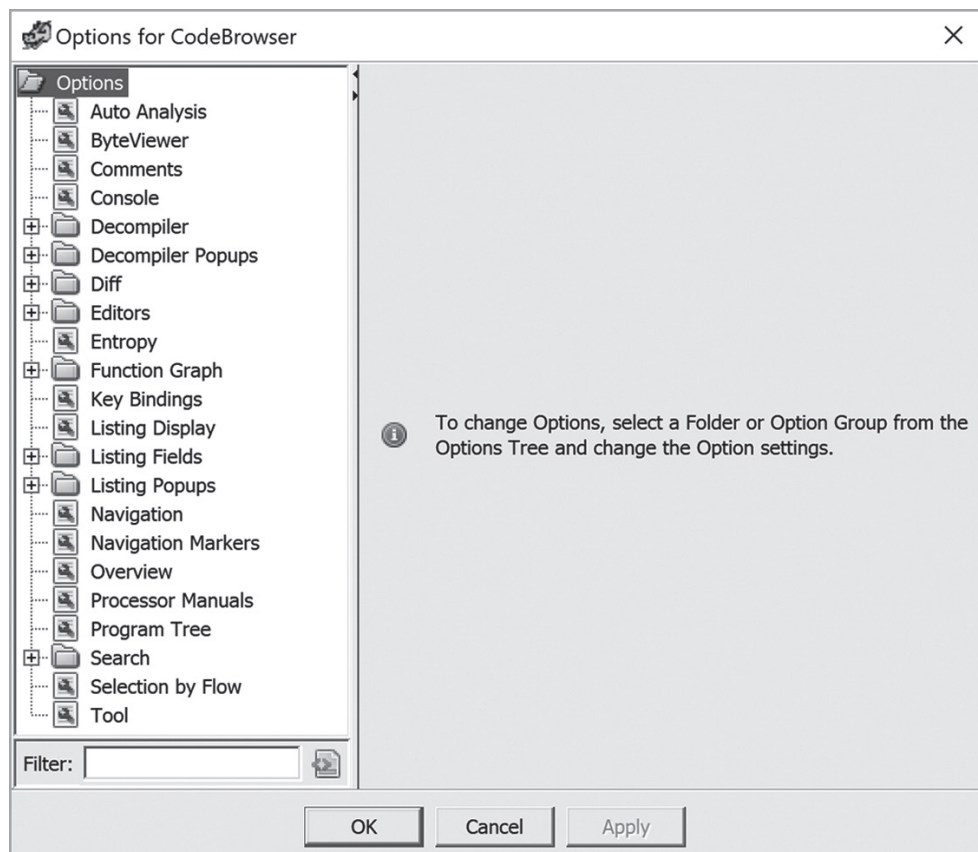 Options for CodeBrowser
Options
Auto Analysis
ByteViewer
Comments
Console
Decompiler
Decompiler Popups
Diff
Editors
Entropy
Function Graph
Key Bindings
Listing Display
Listing Fields
Listing Popups
Navigation
Navigation Markers
Overview
Processor Manuals
Program Tree
Search
Selection by Flow
Tool
Filter:
To change Options, select a Folder or Option Group from the
Options Tree and change the Option settings.
OK
Cancel
Apply